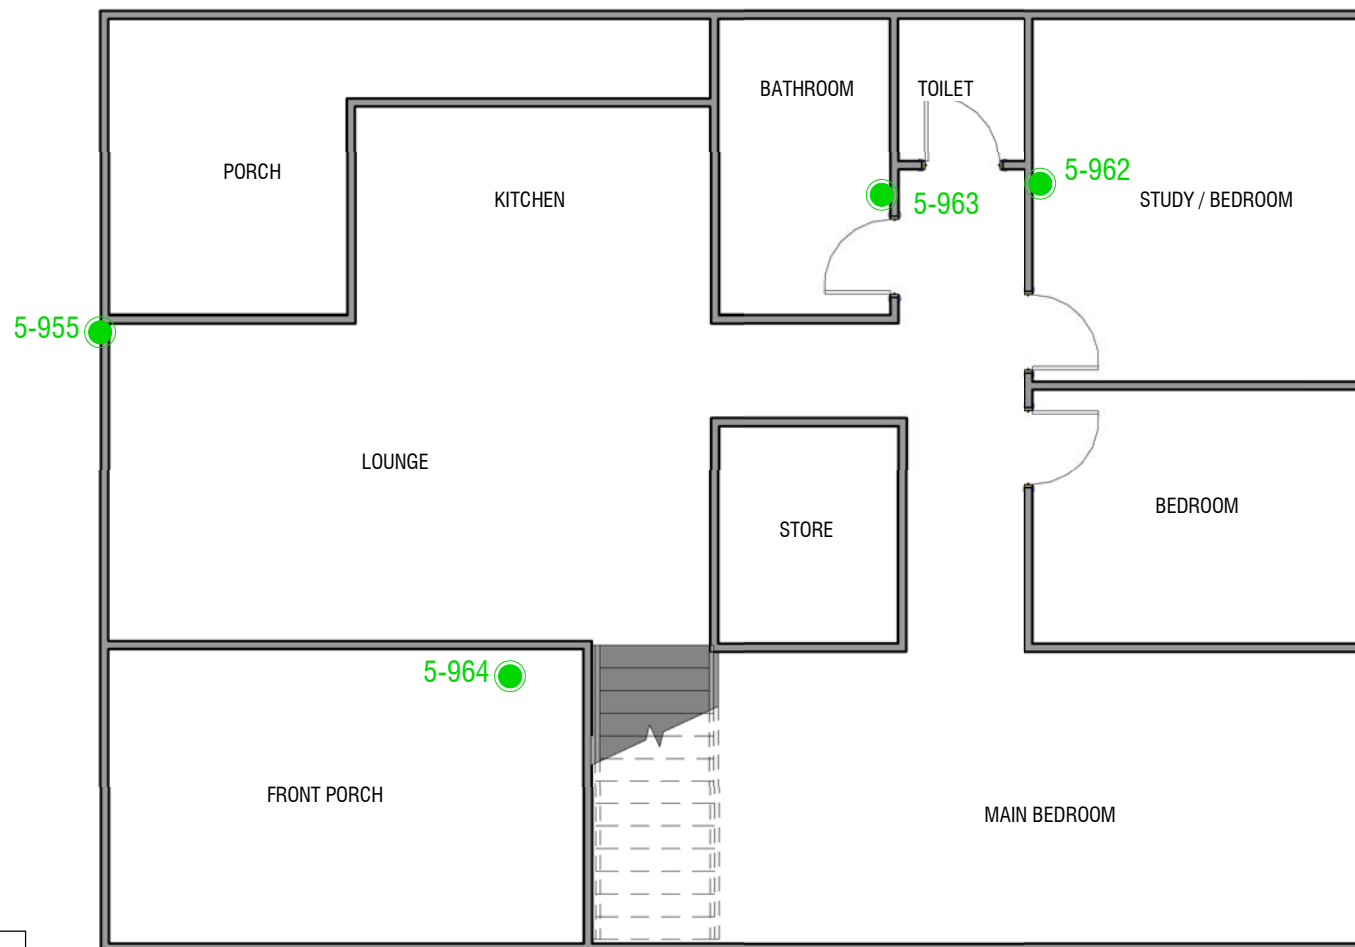 BATHROOM
TOILET
PORCH
5-962
KITCHEN
5-963
STUDY / BEDROOM
5-955
LOUNGE
BEDROOM
STORE
5-964
FRONT PORCH
MAIN BEDROOM